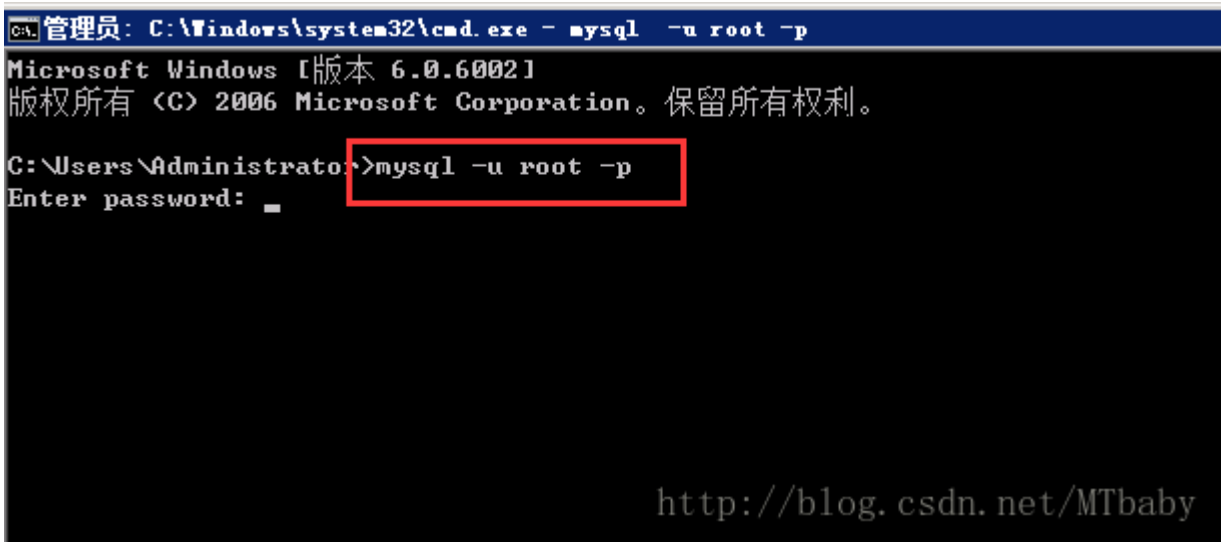 管理员: C:\Windows\system32\cmd.exe - mysql  -u root -p
Microsoft Windows [版本 6.0.6002]
版权所有 (C) 2006 Microsoft Corporation。保留所有权利。
C:\Users\Administrator>mysql -u root -p
Enter password: _
http://blog.csdn.net/MTbaby